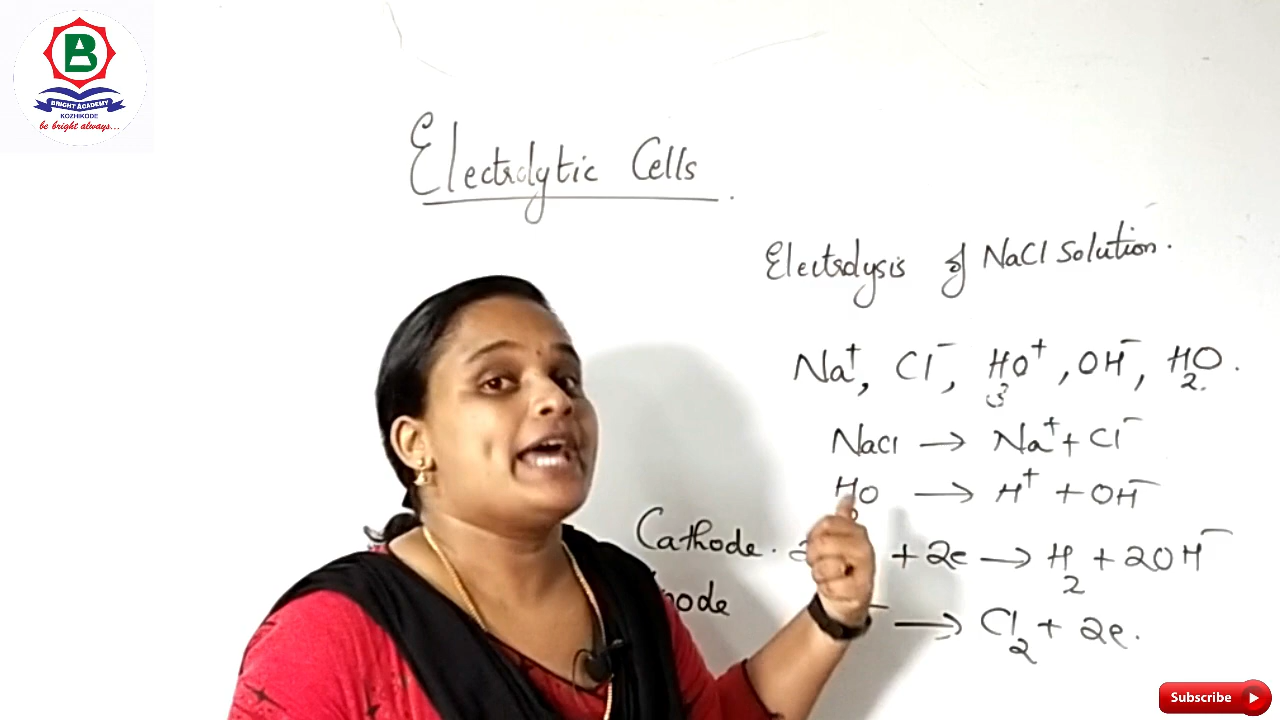 B
BRIGHT ACADEMY
KOZHIKODE
be bright always...
Electrolytic Cells.
Electrolysis of NaCl Solution.
Na⁺, Cl⁻, H₃O⁺, OH⁻, H₂O.
NaCl → Na⁺ + Cl⁻
H₂O → H⁺ + OH⁻
Cathode. 2 + 2e → H₂ + 2OH⁻
⁻ → Cl₂ + 2e.
Subscribe